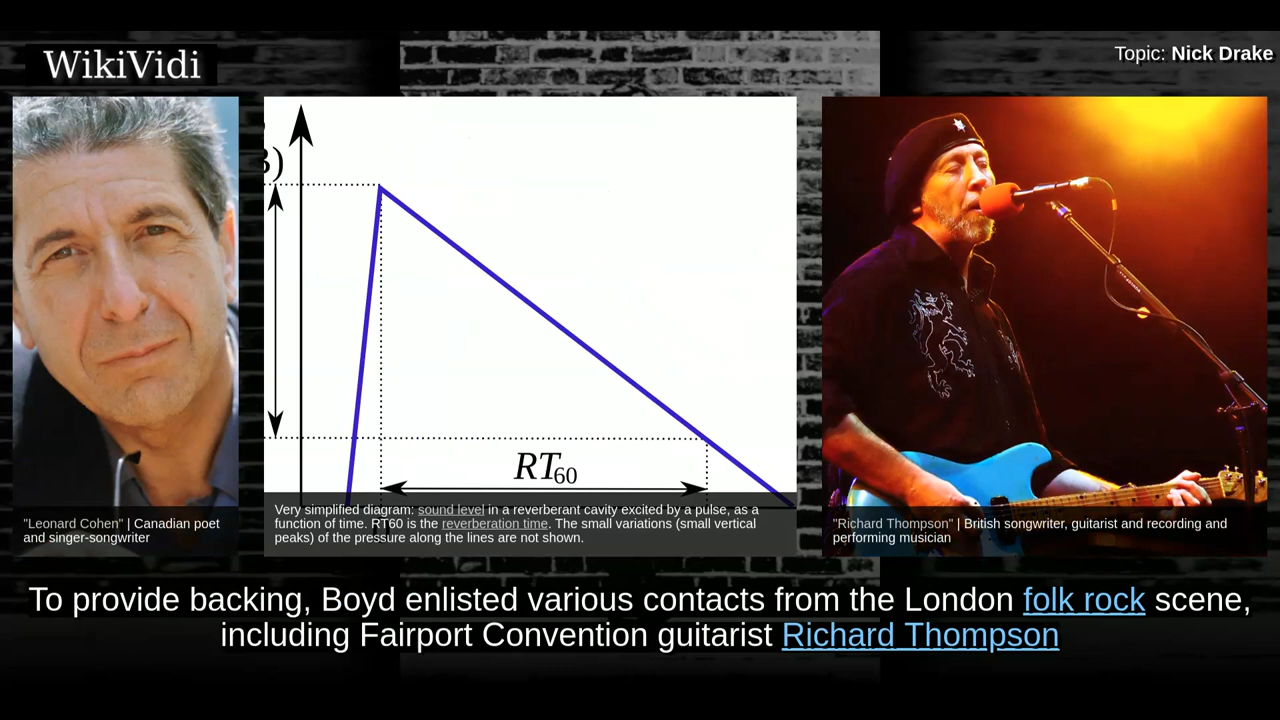 WikiVidi
Topic: Nick Drake
RT60
"Leonard Cohen" | Canadian poet
and singer-songwriter
Very simplified diagram: sound level in a reverberant cavity excited by a pulse, as a
function of time. RT60 is the reverberation time. The small variations (small vertical
peaks) of the pressure along the lines are not shown.
"Richard Thompson" | British songwriter, guitarist and recording and
performing musician
To provide backing, Boyd enlisted various contacts from the London folk rock scene,
including Fairport Convention guitarist Richard Thompson